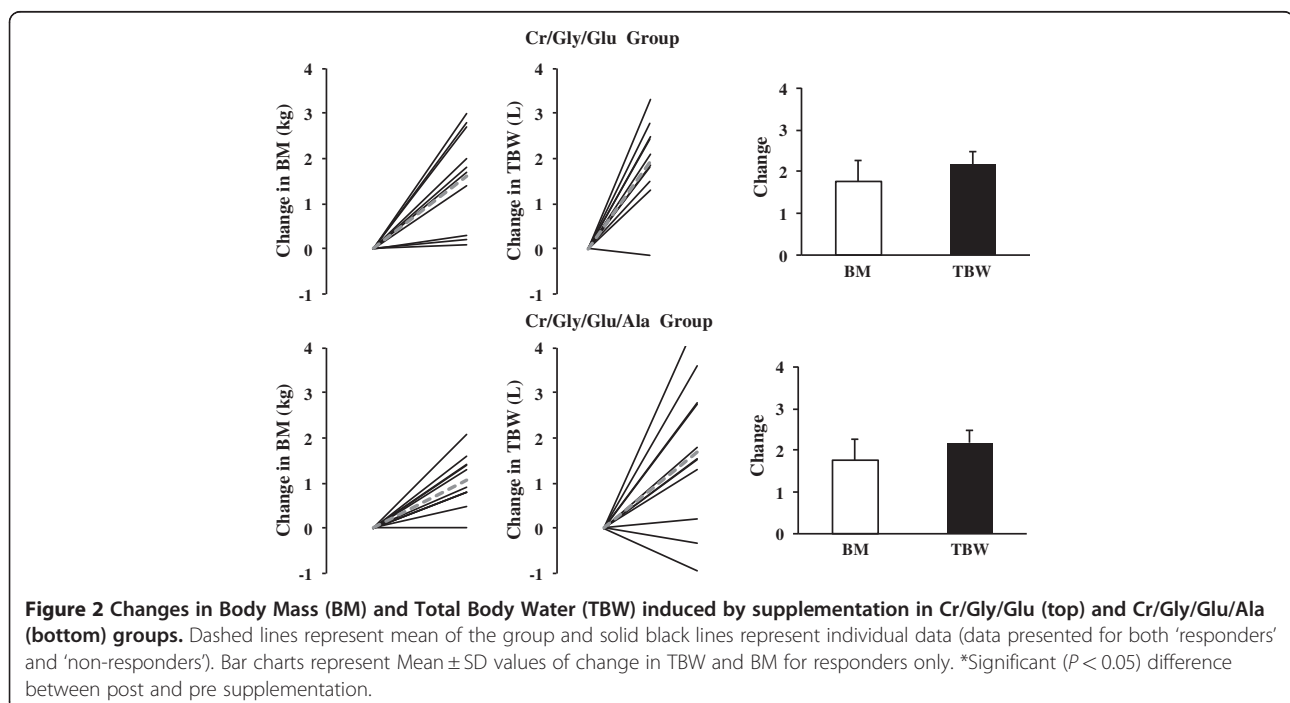 Cr/Gly/Glu Group
Change in BM (kg)
4
3
2
1
0
-1
Change in TBW (L)
4
3
2
1
0
-1
Change
4
3
2
1
0
BM TBW
Cr/Gly/Glu/Ala Group
Change in BM (kg)
4
3
2
1
0
-1
Change in TBW (L)
4
3
2
1
0
-1
Change
4
3
2
1
0
BM TBW
Figure 2 Changes in Body Mass (BM) and Total Body Water (TBW) induced by supplementation in Cr/Gly/Glu (top) and Cr/Gly/Glu/Ala
(bottom) groups. Dashed lines represent mean of the group and solid black lines represent individual data (data presented for both ‘responders’
and ‘non-responders’). Bar charts represent Mean ± SD values of change in TBW and BM for responders only. *Significant (P < 0.05) difference
between post and pre supplementation.